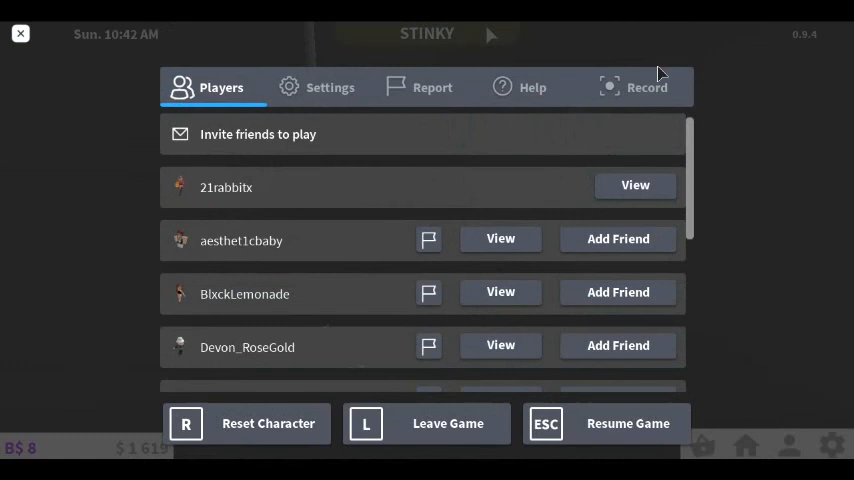 Sun. 10:42 AM
STINKY
0.9.4
Players
Settings
Report
Help
Record
Invite friends to play
21rabbitx
View
aesthet1cbaby
View
Add Friend
BlxckLemonade
View
Add Friend
Devon_RoseGold
View
Add Friend
R Reset Character
L Leave Game
ESC Resume Game
B$ 8
$ 1 619